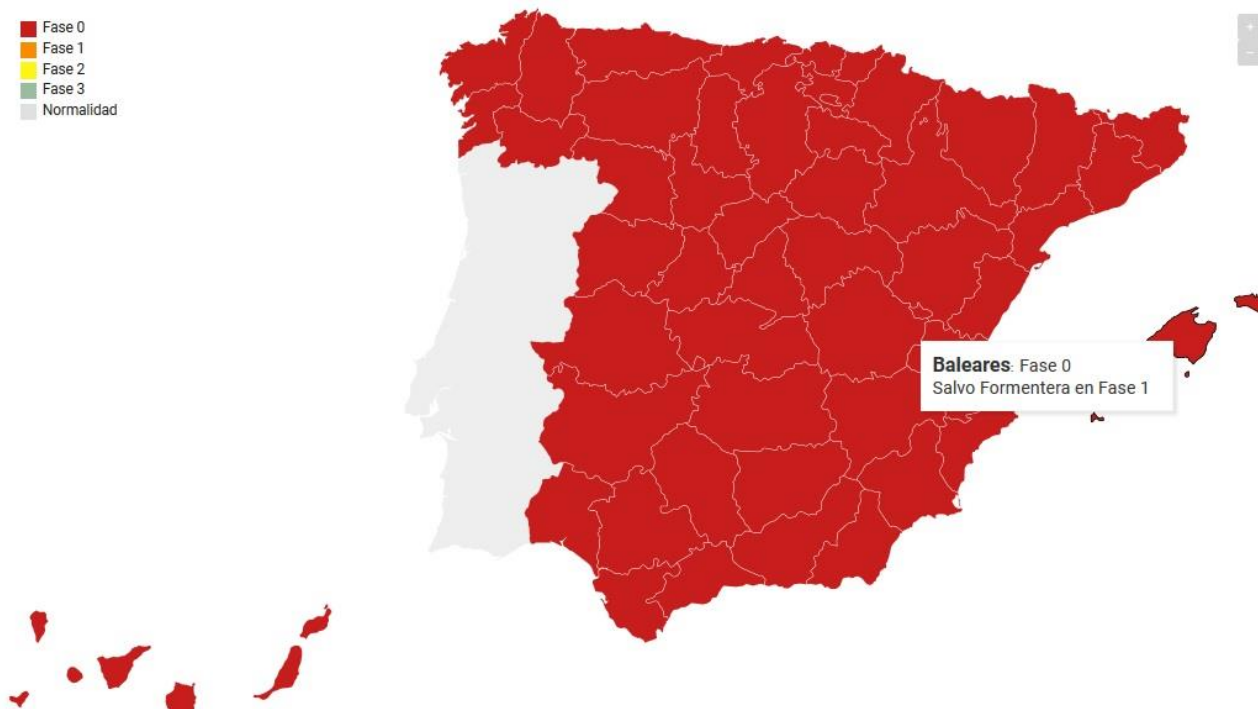 Fase 0
Fase 1
Fase 2
Fase 3
Normalidad
+
−
Baleares: Fase 0
Salvo Formentera en Fase 1